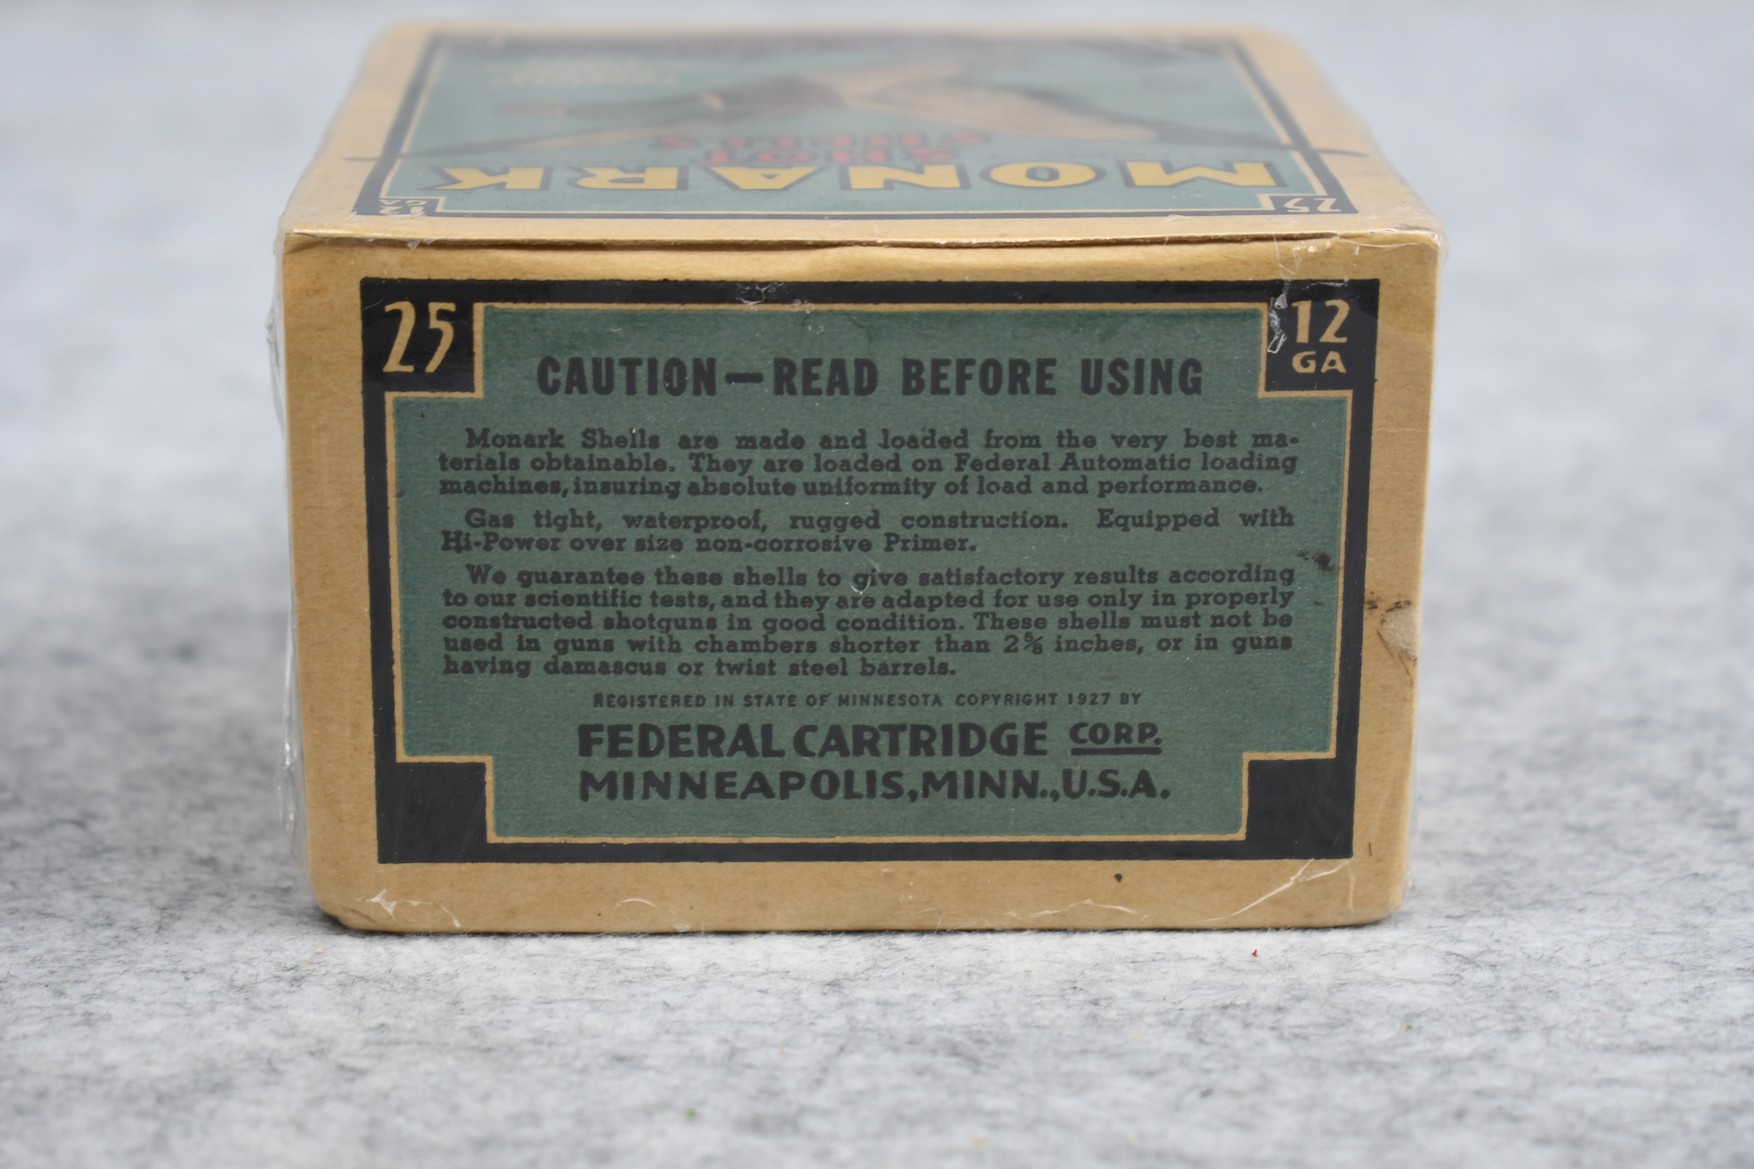 MONARK
SHOT
SHELLS
25
12
GA
25
12
GA
CAUTION—READ BEFORE USING
Monark Shells are made and loaded from the very best ma-
terials obtainable. They are loaded on Federal Automatic loading
machines, insuring absolute uniformity of load and performance.
Gas tight, waterproof, rugged construction. Equipped with
Hi-Power over size non-corrosive Primer.
We guarantee these shells to give satisfactory results according
to our scientific tests, and they are adapted for use only in properly
constructed shotguns in good condition. These shells must not be
used in guns with chambers shorter than 2⅝ inches, or in guns
having damascus or twist steel barrels.
REGISTERED IN STATE OF MINNESOTA COPYRIGHT 1927 BY
FEDERAL CARTRIDGE CORP.
MINNEAPOLIS, MINN., U.S.A.